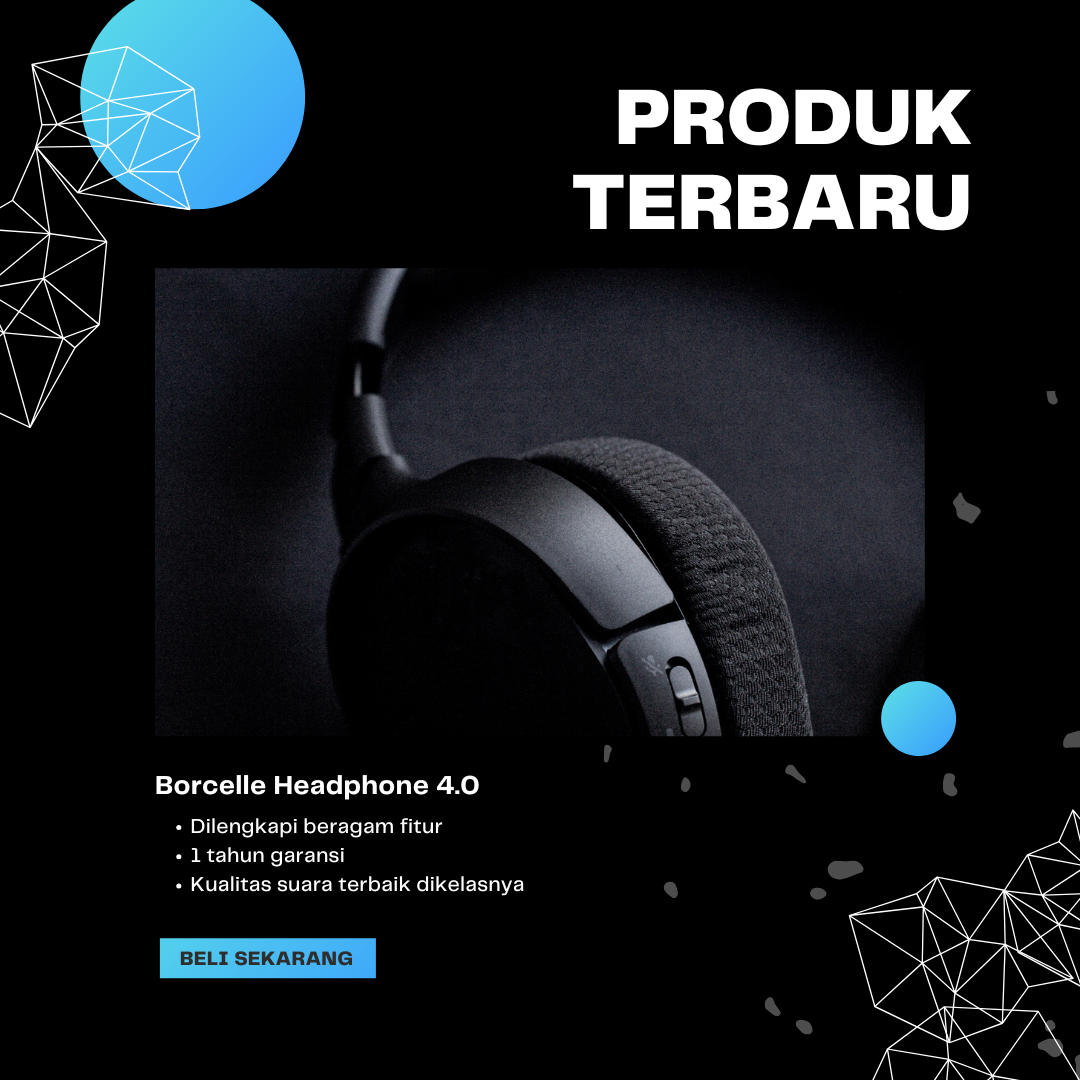 PRODUK
TERBARU
Borcelle Headphone 4.0
• Dilengkapi beragam fitur
• 1 tahun garansi
• Kualitas suara terbaik dikelasnya
BELI SEKARANG